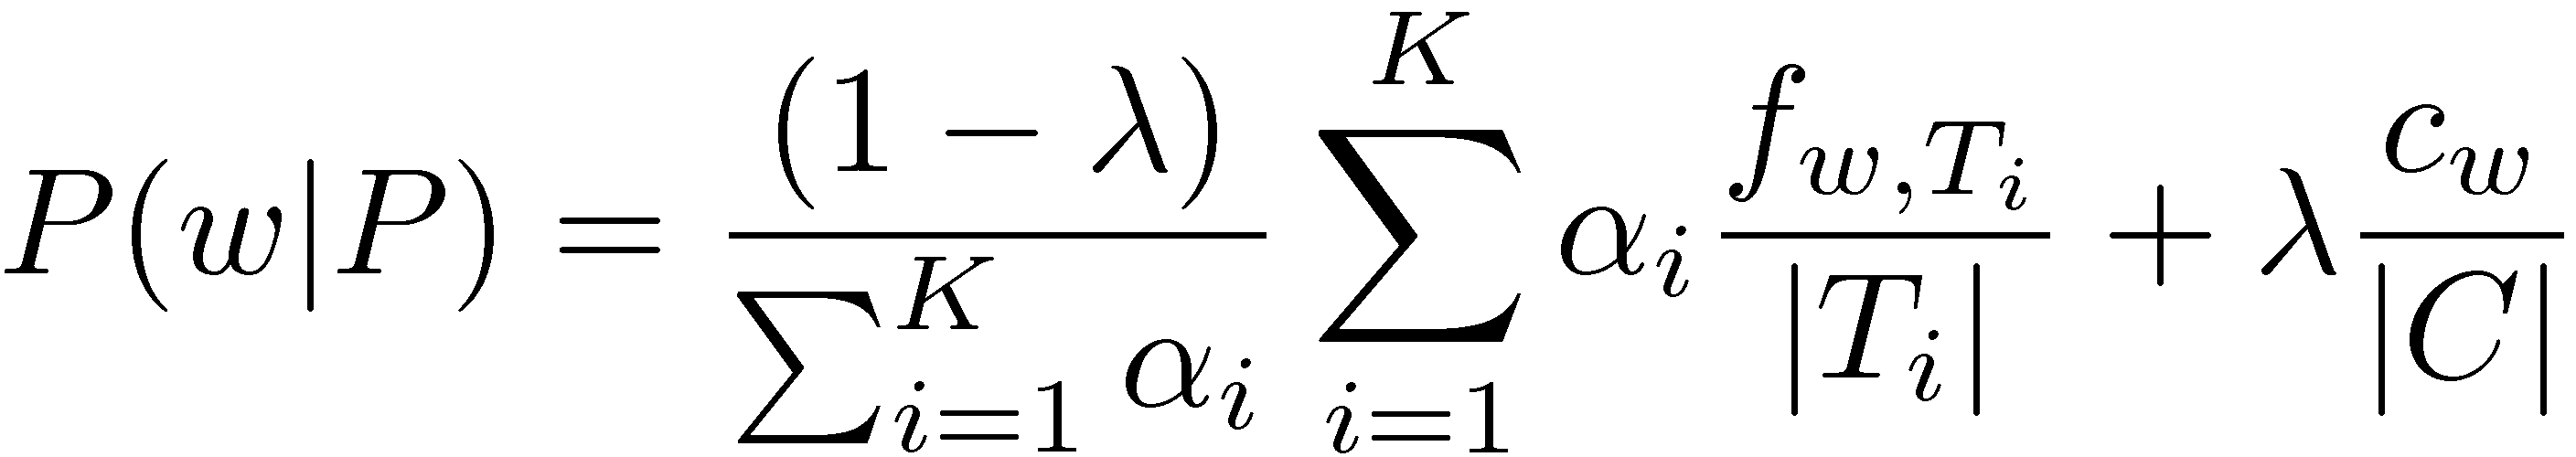 P(w|P) = \frac{(1 - \lambda)}{\sum_{i=1}^{K} \alpha_i} \sum_{i=1}^{K} \alpha_i \frac{f_{w,T_i}}{|T_i|} + \lambda \frac{c_w}{|C|}